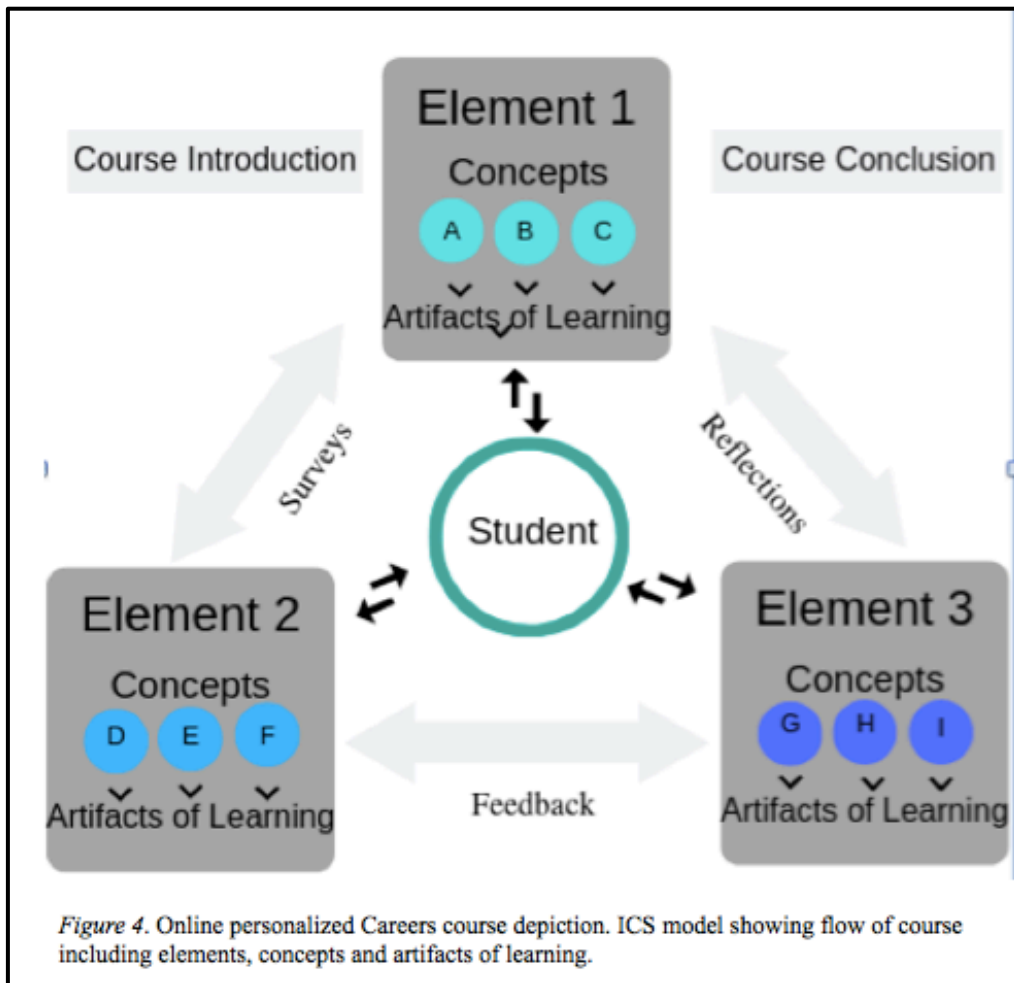 Element 1
Course Introduction
Course Conclusion
Concepts
A B C
Artifacts of Learning
Surveys
Reflections
Student
Element 2
Concepts
D E F
Artifacts of Learning
Element 3
Concepts
G H I
Artifacts of Learning
Feedback
Figure 4. Online personalized Careers course depiction. ICS model showing flow of course
including elements, concepts and artifacts of learning.